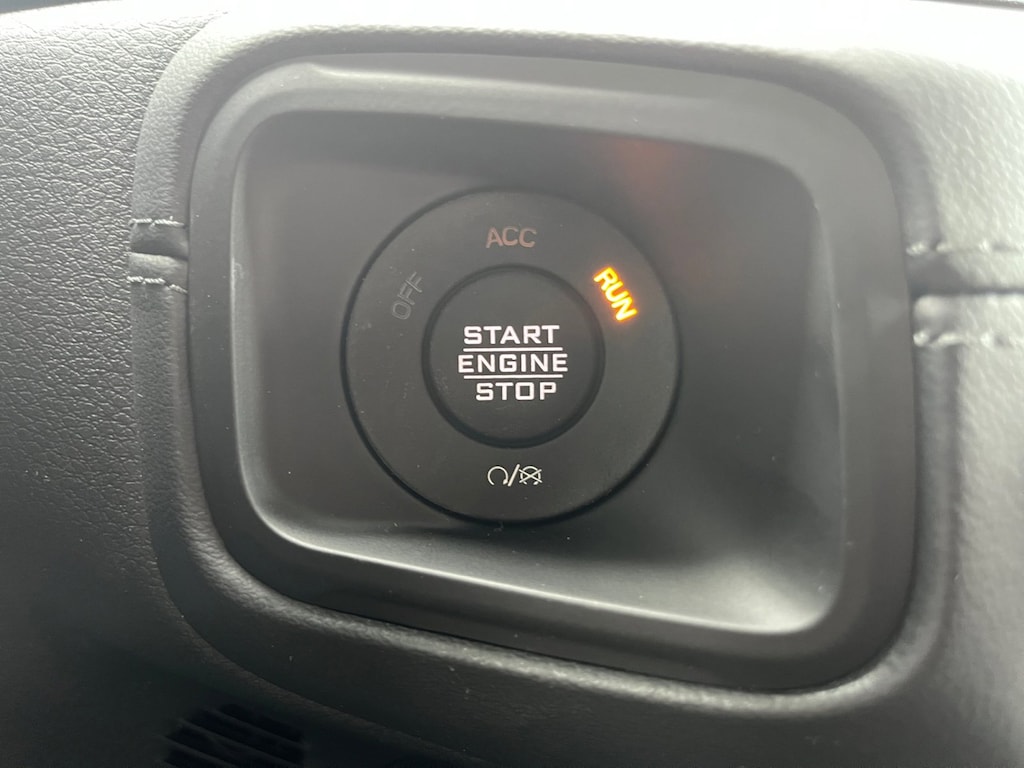 ACC
OFF
RUN
START
ENGINE
STOP